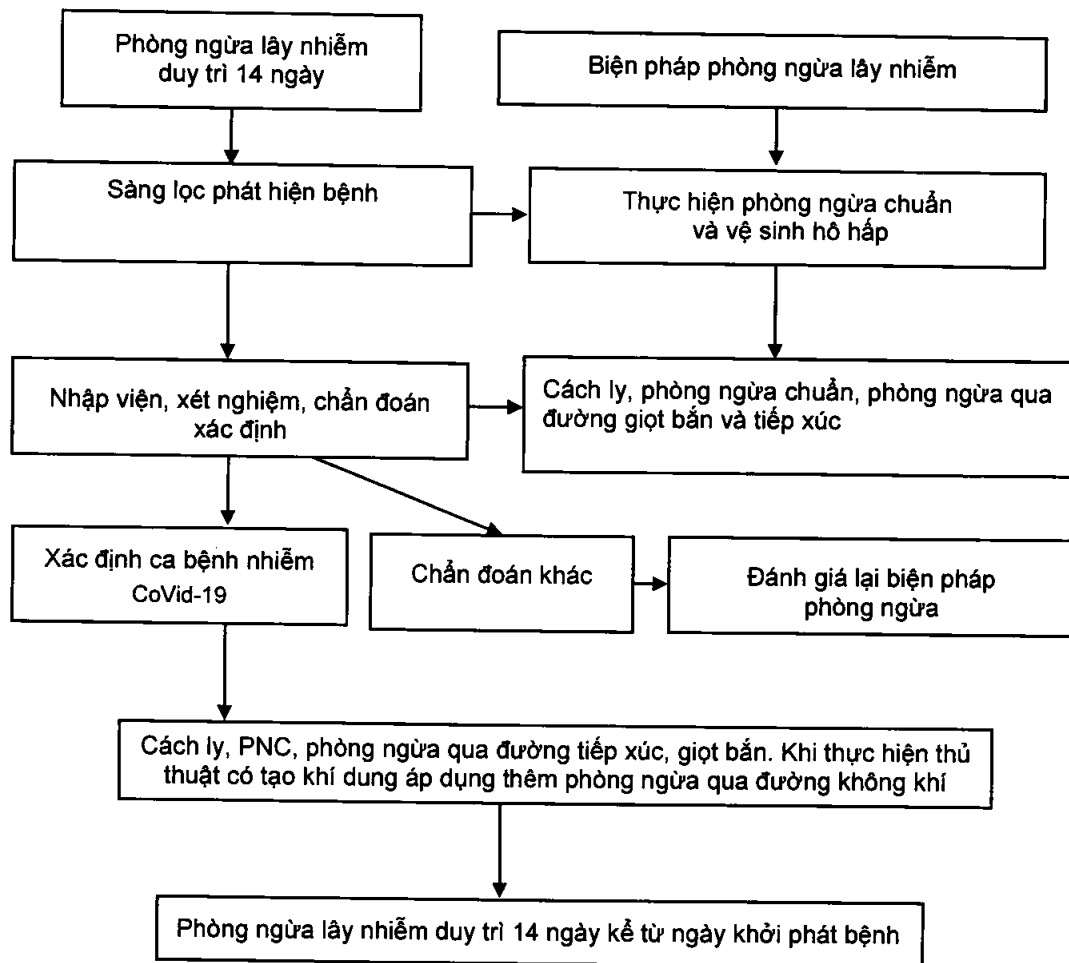 Phòng ngừa lây nhiễm
duy trì 14 ngày
Biện pháp phòng ngừa lây nhiễm
Sàng lọc phát hiện bệnh
Thực hiện phòng ngừa chuẩn
và vệ sinh hô hấp
Nhập viện, xét nghiệm, chẩn đoán
xác định
Cách ly, phòng ngừa chuẩn, phòng ngừa qua
đường giọt bắn và tiếp xúc
Xác định ca bệnh nhiễm
CoVid-19
Chẩn đoán khác
Đánh giá lại biện pháp
phòng ngừa
Cách ly, PNC, phòng ngừa qua đường tiếp xúc, giọt bắn. Khi thực hiện thủ
thuật có tạo khí dung áp dụng thêm phòng ngừa qua đường không khí
Phòng ngừa lây nhiễm duy trì 14 ngày kể từ ngày khởi phát bệnh